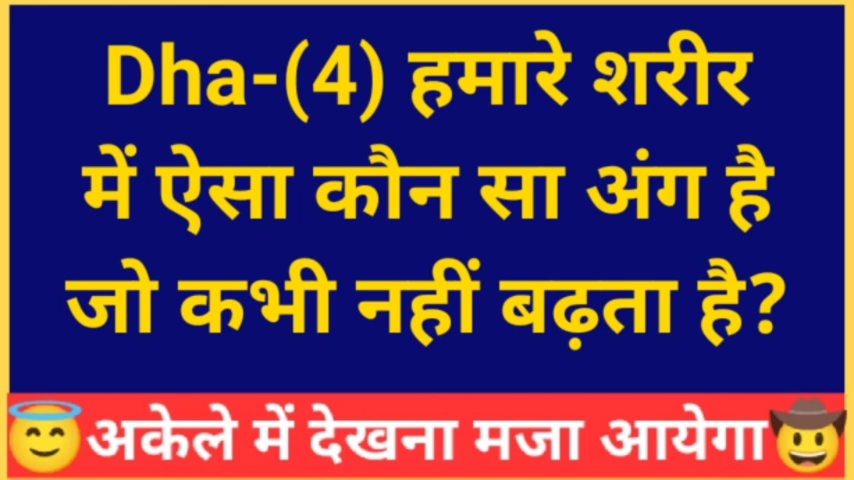 Dha-(4) हमारे शरीर
में ऐसा कौन सा अंग है
जो कभी नहीं बढ़ता है?
अकेले में देखना मजा आयेगा